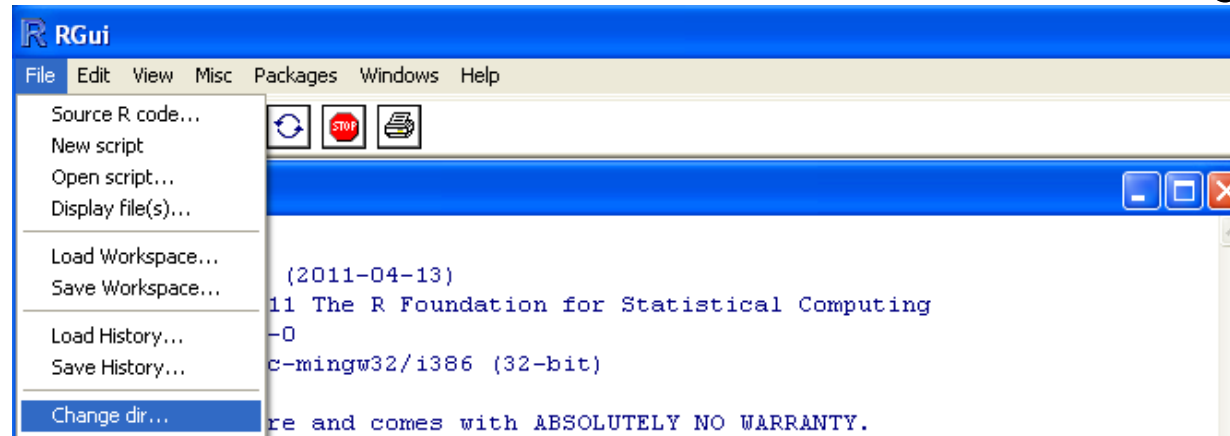 RGui
File Edit View Misc Packages Windows Help
Source R code...
New script
Open script...
Display file(s)...
Load Workspace...
Save Workspace...
Load History...
Save History...
Change dir...
STOP
(2011-04-13)
11 The R Foundation for Statistical Computing
-0
c-mingw32/i386 (32-bit)
re and comes with ABSOLUTELY NO WARRANTY.